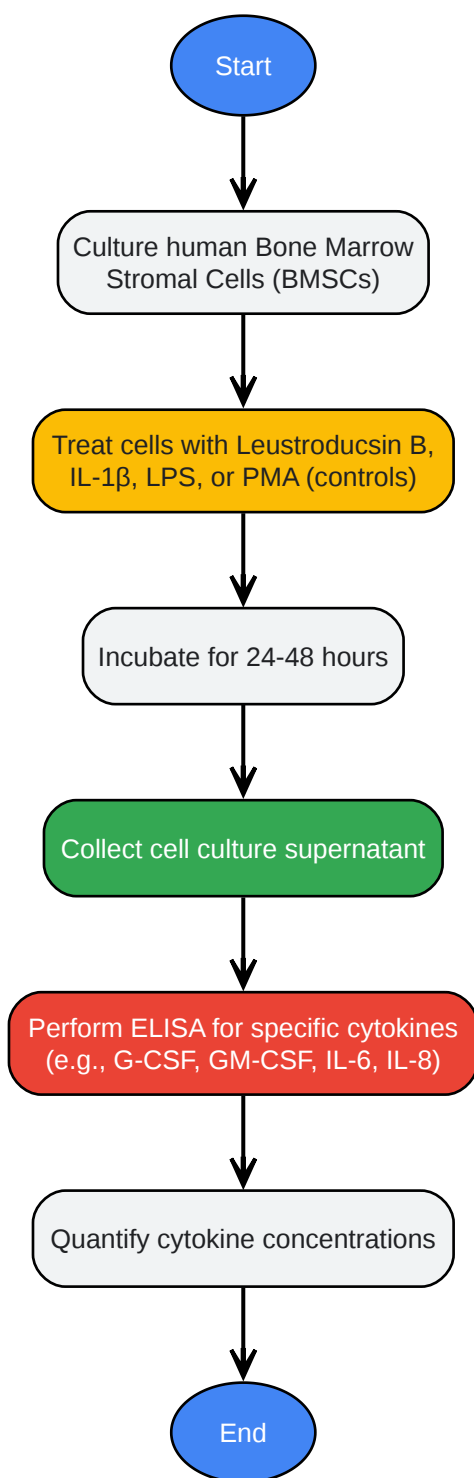 Start
Culture human Bone Marrow
Stromal Cells (BMSCs)
Treat cells with Leustroducsin B,
IL-1β, LPS, or PMA (controls)
Incubate for 24-48 hours
Collect cell culture supernatant
Perform ELISA for specific cytokines
(e.g., G-CSF, GM-CSF, IL-6, IL-8)
Quantify cytokine concentrations
End